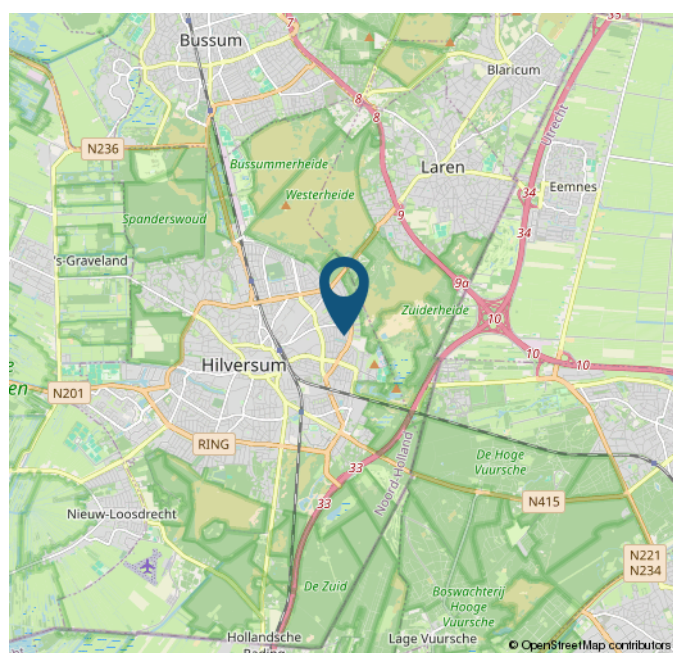 Bussum
7
33
Blaricum
8
8
Utrecht
N236
Bussummerheide
Laren
Westerheide
34
Eemnes
Spanderswoud
9
34
's-Graveland
9a
Zuiderheide
10
Hilversum
10
10
en
N201
RING
33
De Hoge
Vuursche
Noord-Holland
33
N415
Nieuw-Loosdrecht
N221
N234
De Zuid
Boswachterij
Hooge
Vuursche
Hollandsche
Lage Vuursche
© OpenStreetMap contributors